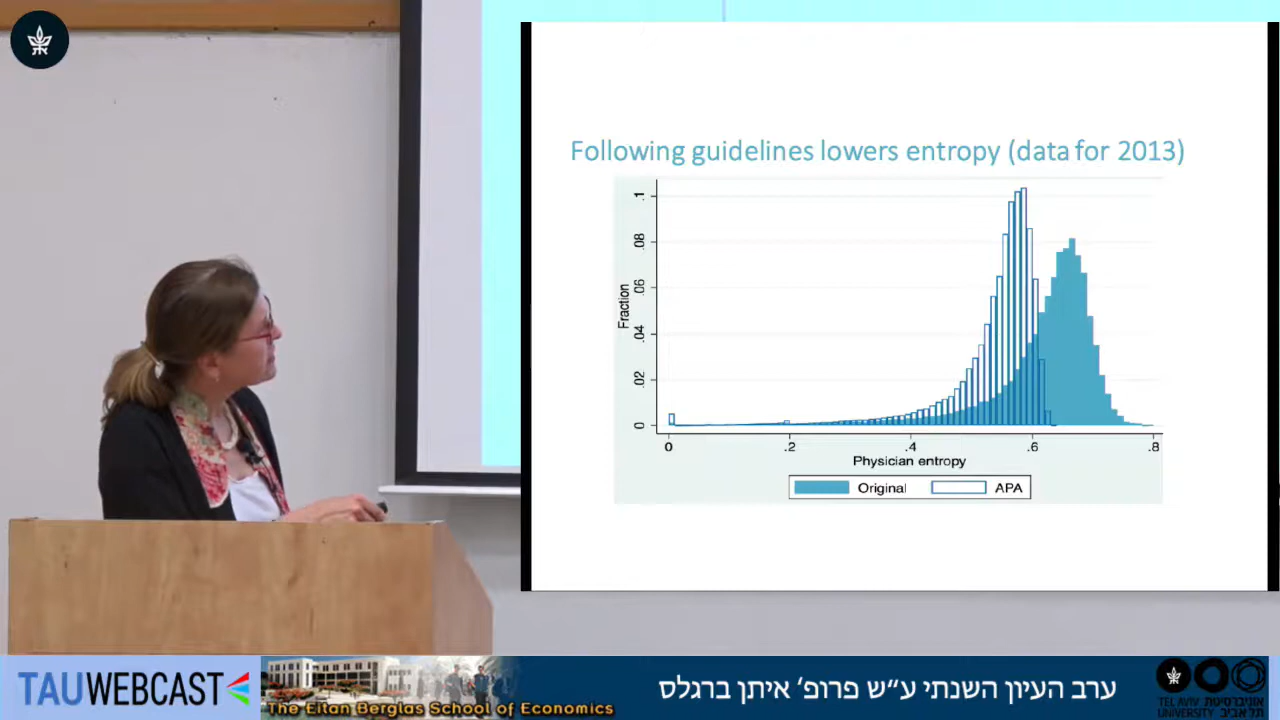 Following guidelines lowers entropy (data for 2013)
Fraction
.1
.08
.06
.04
.02
0
0 .2 .4 .6 .8
Physician entropy
Original APA
TAUWEBCAST
The Eitan Berglas School of Economics
ערב העיון השנתי ע״ש פרופ׳ איתן ברגלס
TEL AVIV אוניברסיטת
UNIVERSITY תל אביב